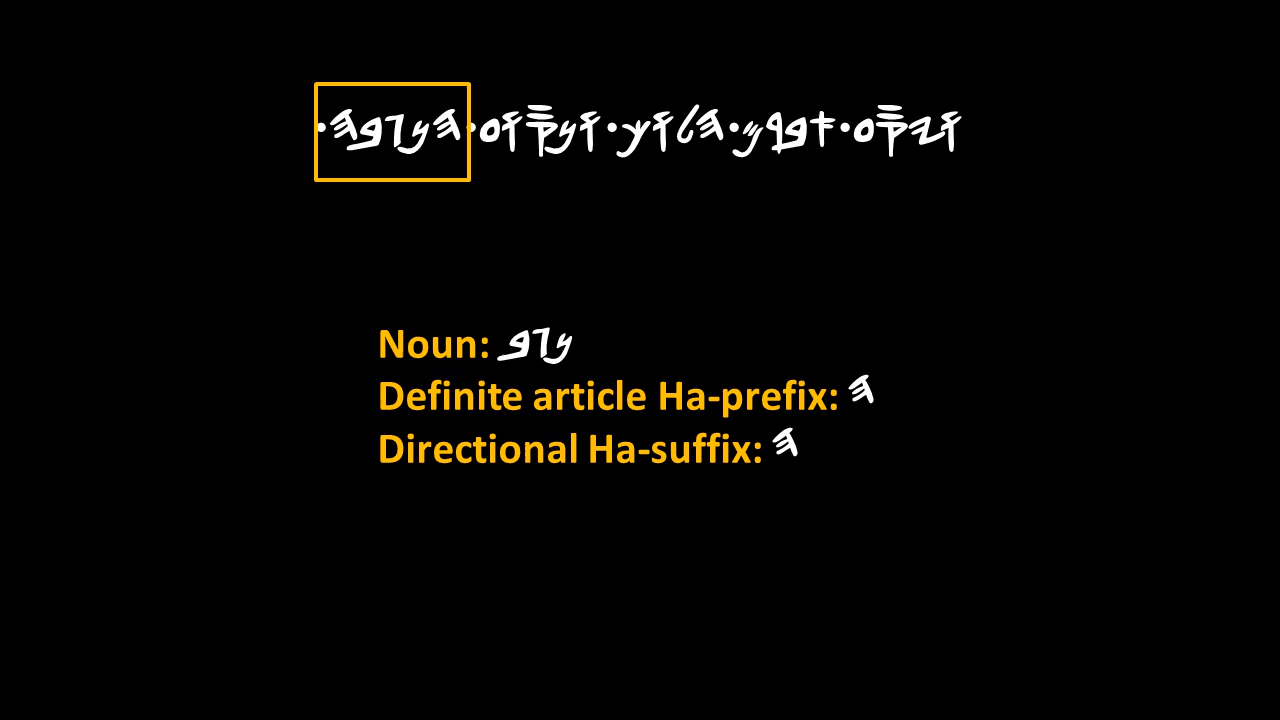 𐤅𐤉𐤎𐤏·𐤀𐤁𐤓𐤌·𐤄𐤋𐤅𐤊·𐤅𐤍𐤎𐤅𐤏·𐤄𐤍𐤂𐤁𐤄·
Noun: 𐤍𐤂𐤁
Definite article Ha-prefix: 𐤄
Directional Ha-suffix: 𐤄